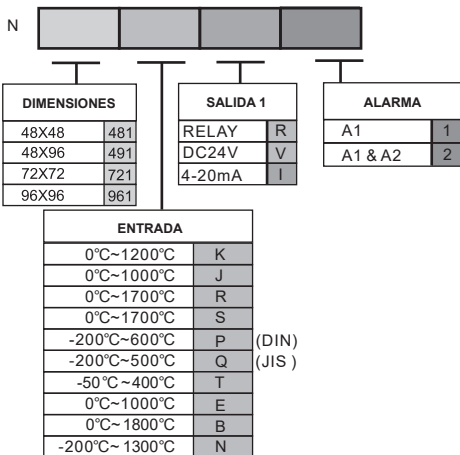 N
DIMENSIONES
48X48 481
48X96 491
72X72 721
96X96 961
SALIDA 1
RELAY R
DC24V V
4-20mA I
ALARMA
A1 1
A1 & A2 2
ENTRADA
0°C~1200°C K
0°C~1000°C J
0°C~1700°C R
0°C~1700°C S
-200°C~600°C P (DIN)
-200°C~500°C Q (JIS )
-50°C~400°C T
0°C~1000°C E
0°C~1800°C B
-200°C~1300°C N